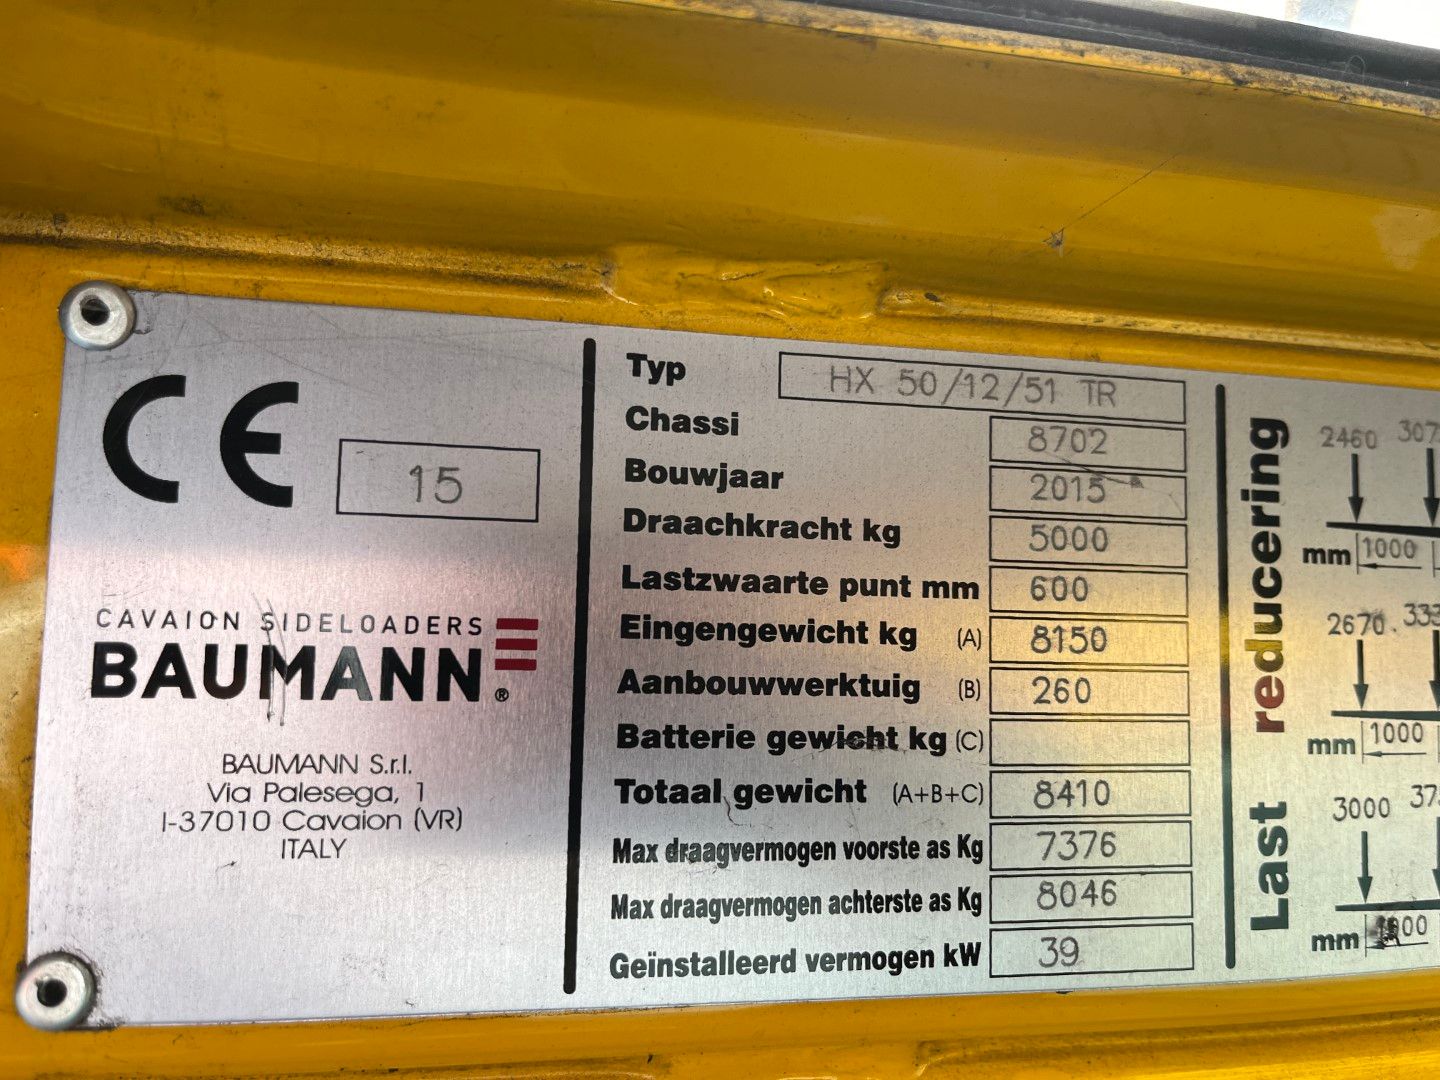 CE 15
CAVAION SIDELOADERS
BAUMANN®
BAUMANN S.r.l.
Via Palesega, 1
I-37010 Cavaion (VR)
ITALY
Typ HX 50/12/51 TR
Chassi 8702
Bouwjaar 2015
Draachkracht kg 5000
Lastzwaarte punt mm 600
Eingengewicht kg (A) 8150
Aanbouwwerktuig (B) 260
Batterie gewicht kg (C)
Totaal gewicht (A+B+C) 8410
Max draagvermogen voorste as Kg 7376
Max draagvermogen achterste as Kg 8046
Geïnstalleerd vermogen kW 39
Last reducering
2460
mm 1000
2670
mm 1000
3000
mm